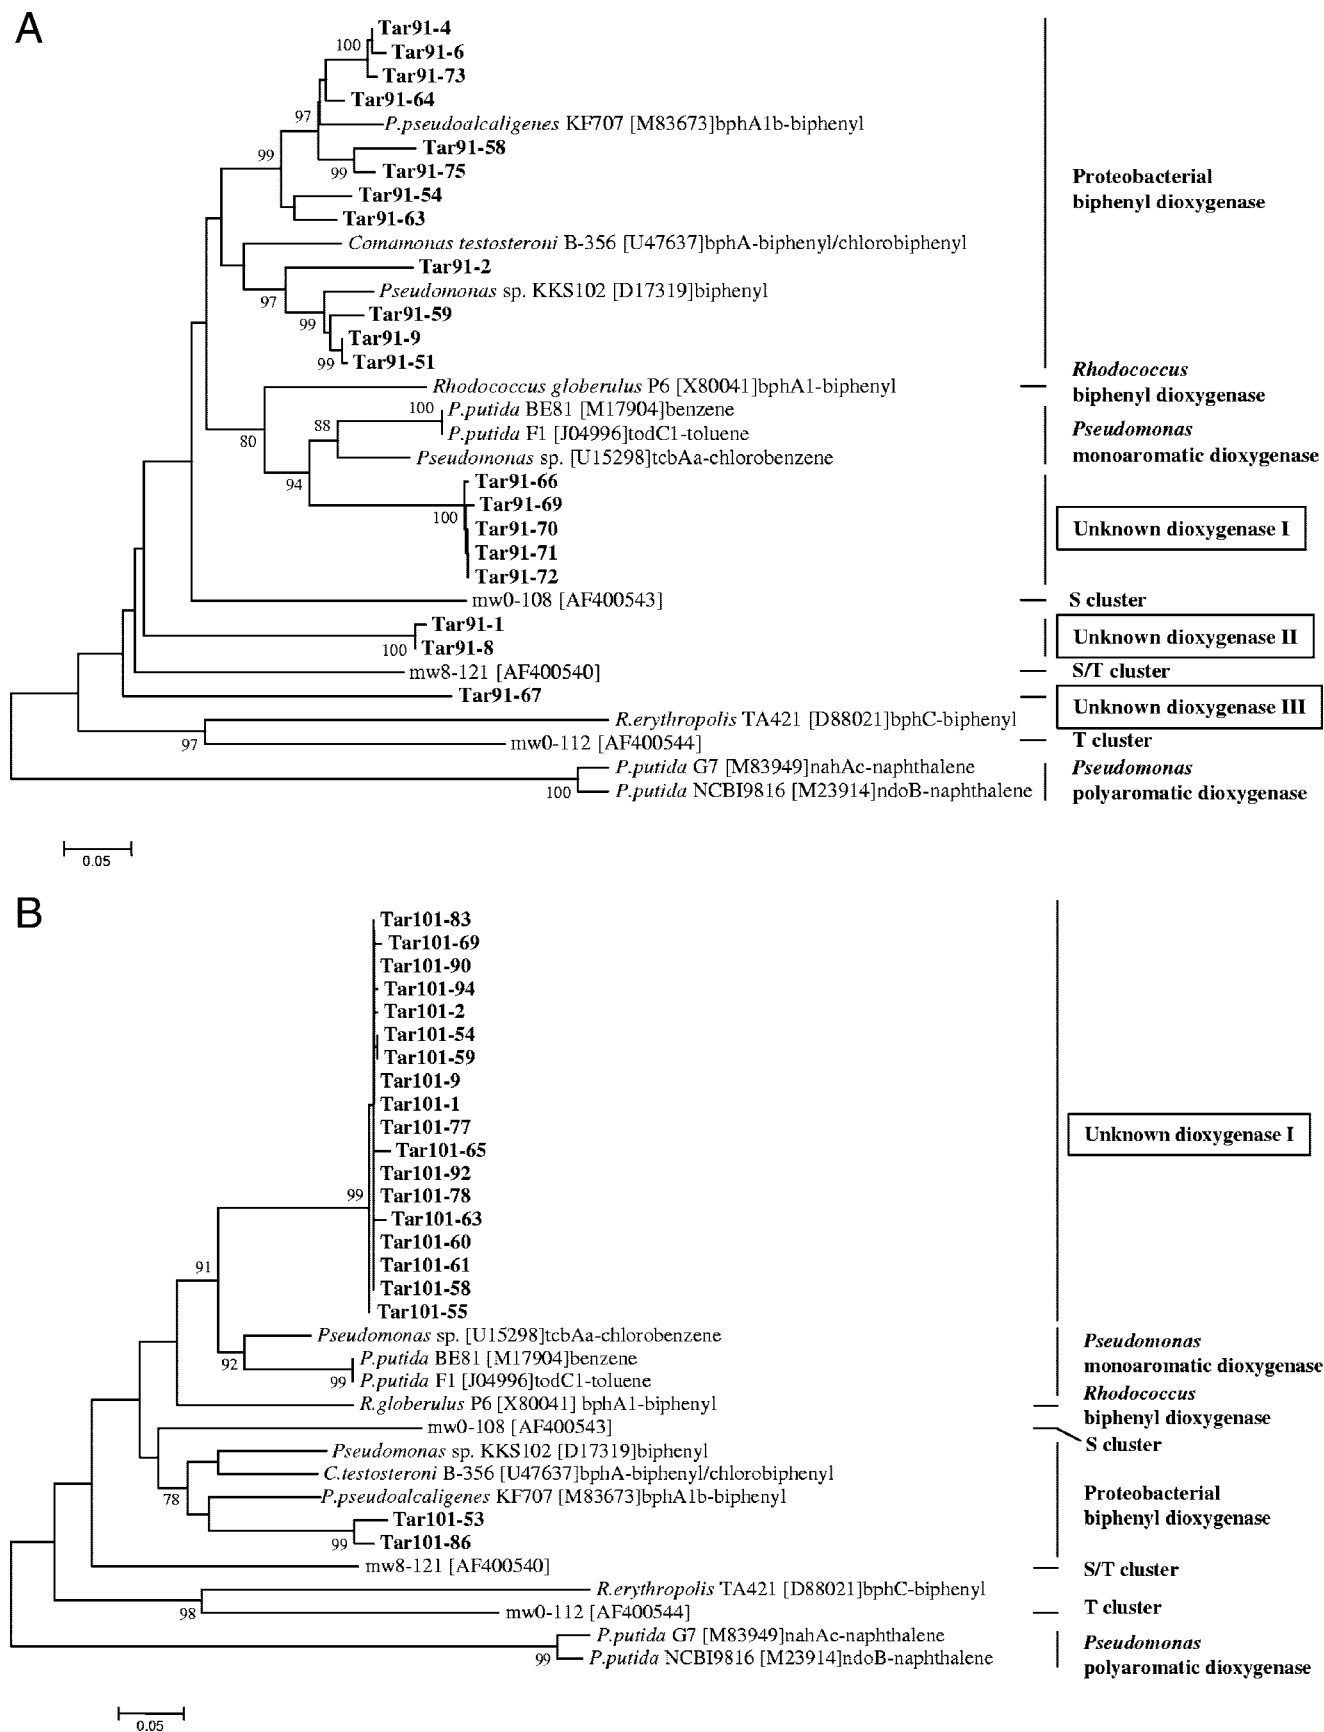 A
Tar91-4
100
Tar91-6
Tar91-73
Tar91-64
97
P.pseudoalcaligenes KF707 [M83673]bphA1b-biphenyl
Tar91-58
99
99
Tar91-75
Proteobacterial
biphenyl dioxygenase
Tar91-54
Tar91-63
Comamonas testosteroni B-356 [U47637]bphA-biphenyl/chlorobiphenyl
Tar91-2
97
Pseudomonas sp. KKS102 [D17319]biphenyl
99
Tar91-59
Tar91-9
99
Tar91-51
Rhodococcus globerulus P6 [X80041]bphA1-biphenyl
Rhodococcus
biphenyl dioxygenase
100
P.putida BE81 [M17904]benzene
88
P.putida F1 [J04996]todC1-toluene
80
Pseudomonas sp. [U15298]tcbAa-chlorobenzene
Pseudomonas
monoaromatic dioxygenase
94
Tar91-66
Tar91-69
100
Tar91-70
Tar91-71
Tar91-72
Unknown dioxygenase I
mw0-108 [AF400543]
S cluster
Tar91-1
100
Tar91-8
Unknown dioxygenase II
mw8-121 [AF400540]
S/T cluster
Tar91-67
Unknown dioxygenase III
R.erythropolis TA421 [D88021]bphC-biphenyl
97
mw0-112 [AF400544]
T cluster
P.putida G7 [M83949]nahAc-naphthalene
100
P.putida NCBI9816 [M23914]ndoB-naphthalene
Pseudomonas
polyaromatic dioxygenase
0.05
B
Tar101-83
Tar101-69
Tar101-90
Tar101-94
Tar101-2
Tar101-54
Tar101-59
Tar101-9
Tar101-1
Tar101-77
Unknown dioxygenase I
Tar101-65
Tar101-92
99
Tar101-78
Tar101-63
Tar101-60
91
Tar101-61
Tar101-58
Tar101-55
Pseudomonas sp. [U15298]tcbAa-chlorobenzene
92
P.putida BE81 [M17904]benzene
99
P.putida F1 [J04996]todC1-toluene
Pseudomonas
monoaromatic dioxygenase
R.globerulus P6 [X80041] bphA1-biphenyl
Rhodococcus
biphenyl dioxygenase
mw0-108 [AF400543]
S cluster
Pseudomonas sp. KKS102 [D17319]biphenyl
C.testosteroni B-356 [U47637]bphA-biphenyl/chlorobiphenyl
78
P.pseudoalcaligenes KF707 [M83673]bphA1b-biphenyl
Tar101-53
99
Tar101-86
Proteobacterial
biphenyl dioxygenase
mw8-121 [AF400540]
S/T cluster
R.erythropolis TA421 [D88021]bphC-biphenyl
98
mw0-112 [AF400544]
T cluster
P.putida G7 [M83949]nahAc-naphthalene
99
P.putida NCBI9816 [M23914]ndoB-naphthalene
Pseudomonas
polyaromatic dioxygenase
0.05